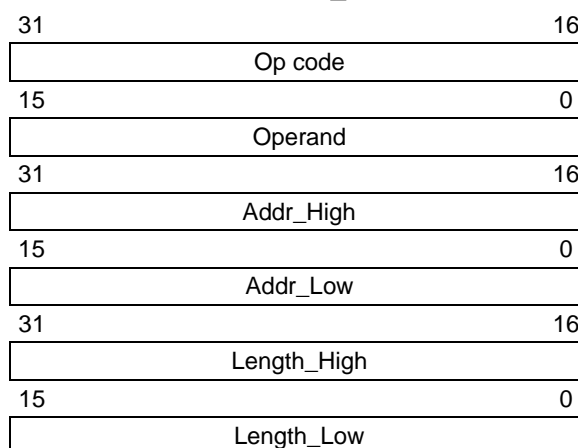 31 16
Op code
15 0
Operand
31 16
Addr_High
15 0
Addr_Low
31 16
Length_High
15 0
Length_Low